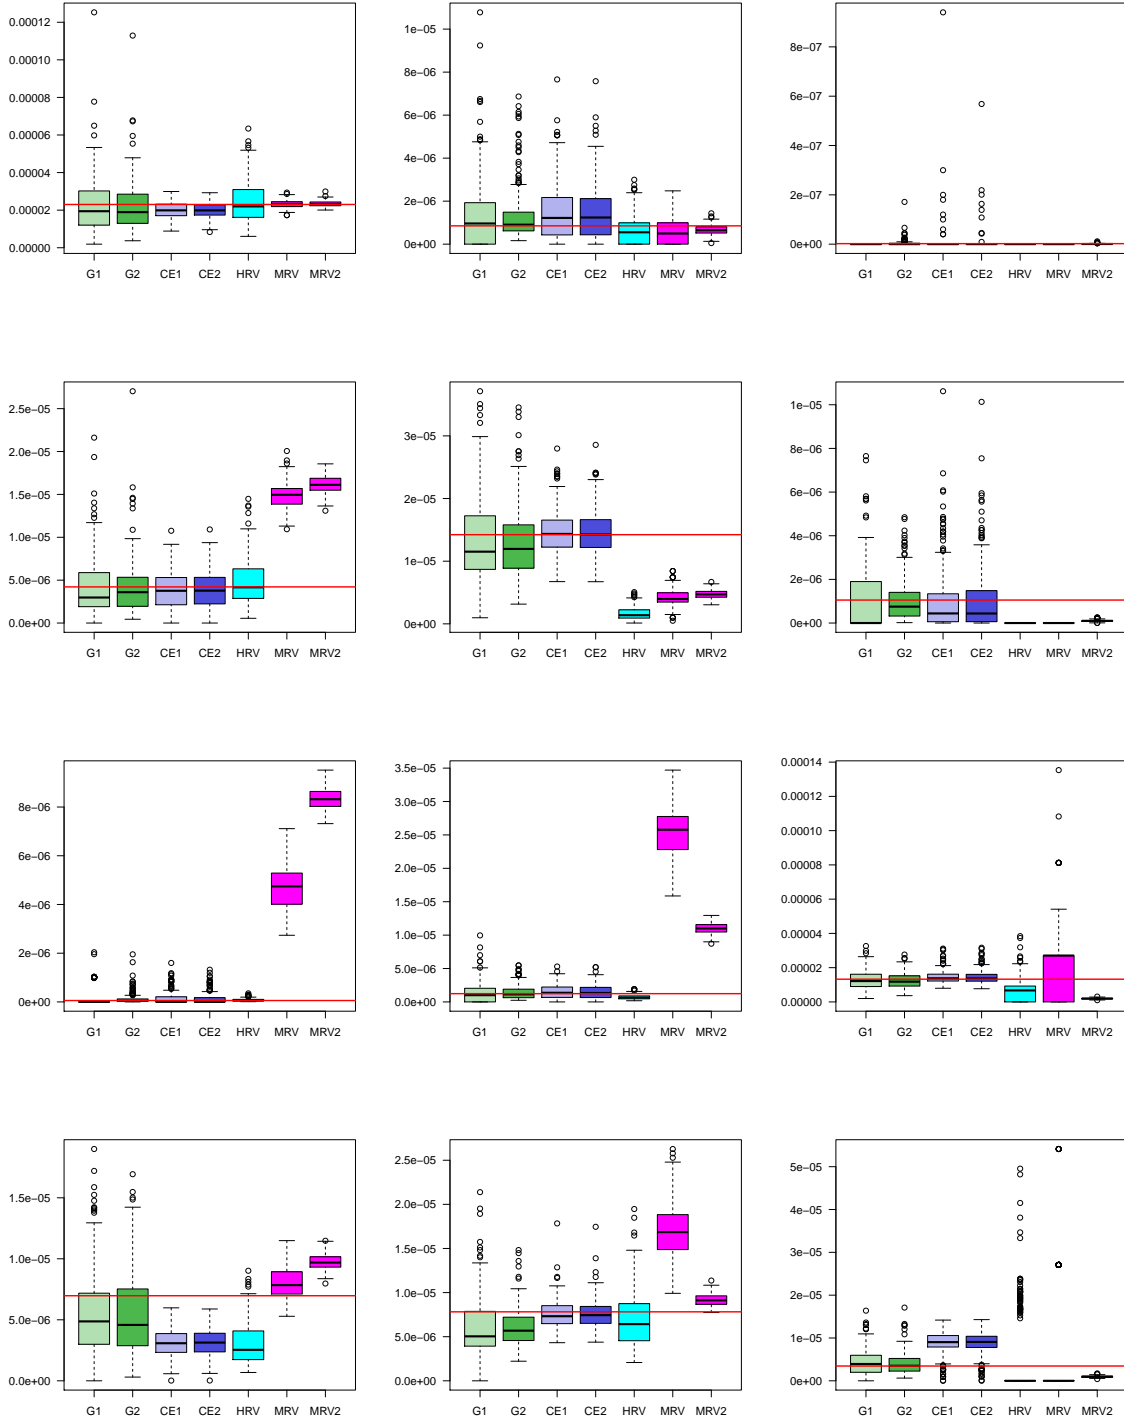 0.00012
0.00010
0.00008
0.00006
0.00004
0.00002
0.00000
G1 G2 CE1 CE2 HRV MRV MRV2
1e−05
8e−06
6e−06
4e−06
2e−06
0e+00
G1 G2 CE1 CE2 HRV MRV MRV2
8e−07
6e−07
4e−07
2e−07
0e+00
G1 G2 CE1 CE2 HRV MRV MRV2
2.5e−05
2.0e−05
1.5e−05
1.0e−05
5.0e−06
0.0e+00
G1 G2 CE1 CE2 HRV MRV MRV2
3e−05
2e−05
1e−05
0e+00
G1 G2 CE1 CE2 HRV MRV MRV2
1e−05
8e−06
6e−06
4e−06
2e−06
0e+00
G1 G2 CE1 CE2 HRV MRV MRV2
8e−06
6e−06
4e−06
2e−06
0e+00
G1 G2 CE1 CE2 HRV MRV MRV2
3.5e−05
3.0e−05
2.5e−05
2.0e−05
1.5e−05
1.0e−05
5.0e−06
0.0e+00
G1 G2 CE1 CE2 HRV MRV MRV2
0.00014
0.00012
0.00010
0.00008
0.00006
0.00004
0.00002
0.00000
G1 G2 CE1 CE2 HRV MRV MRV2
1.5e−05
1.0e−05
5.0e−06
0.0e+00
G1 G2 CE1 CE2 HRV MRV MRV2
2.5e−05
2.0e−05
1.5e−05
1.0e−05
5.0e−06
0.0e+00
G1 G2 CE1 CE2 HRV MRV MRV2
5e−05
4e−05
3e−05
2e−05
1e−05
0e+00
G1 G2 CE1 CE2 HRV MRV MRV2